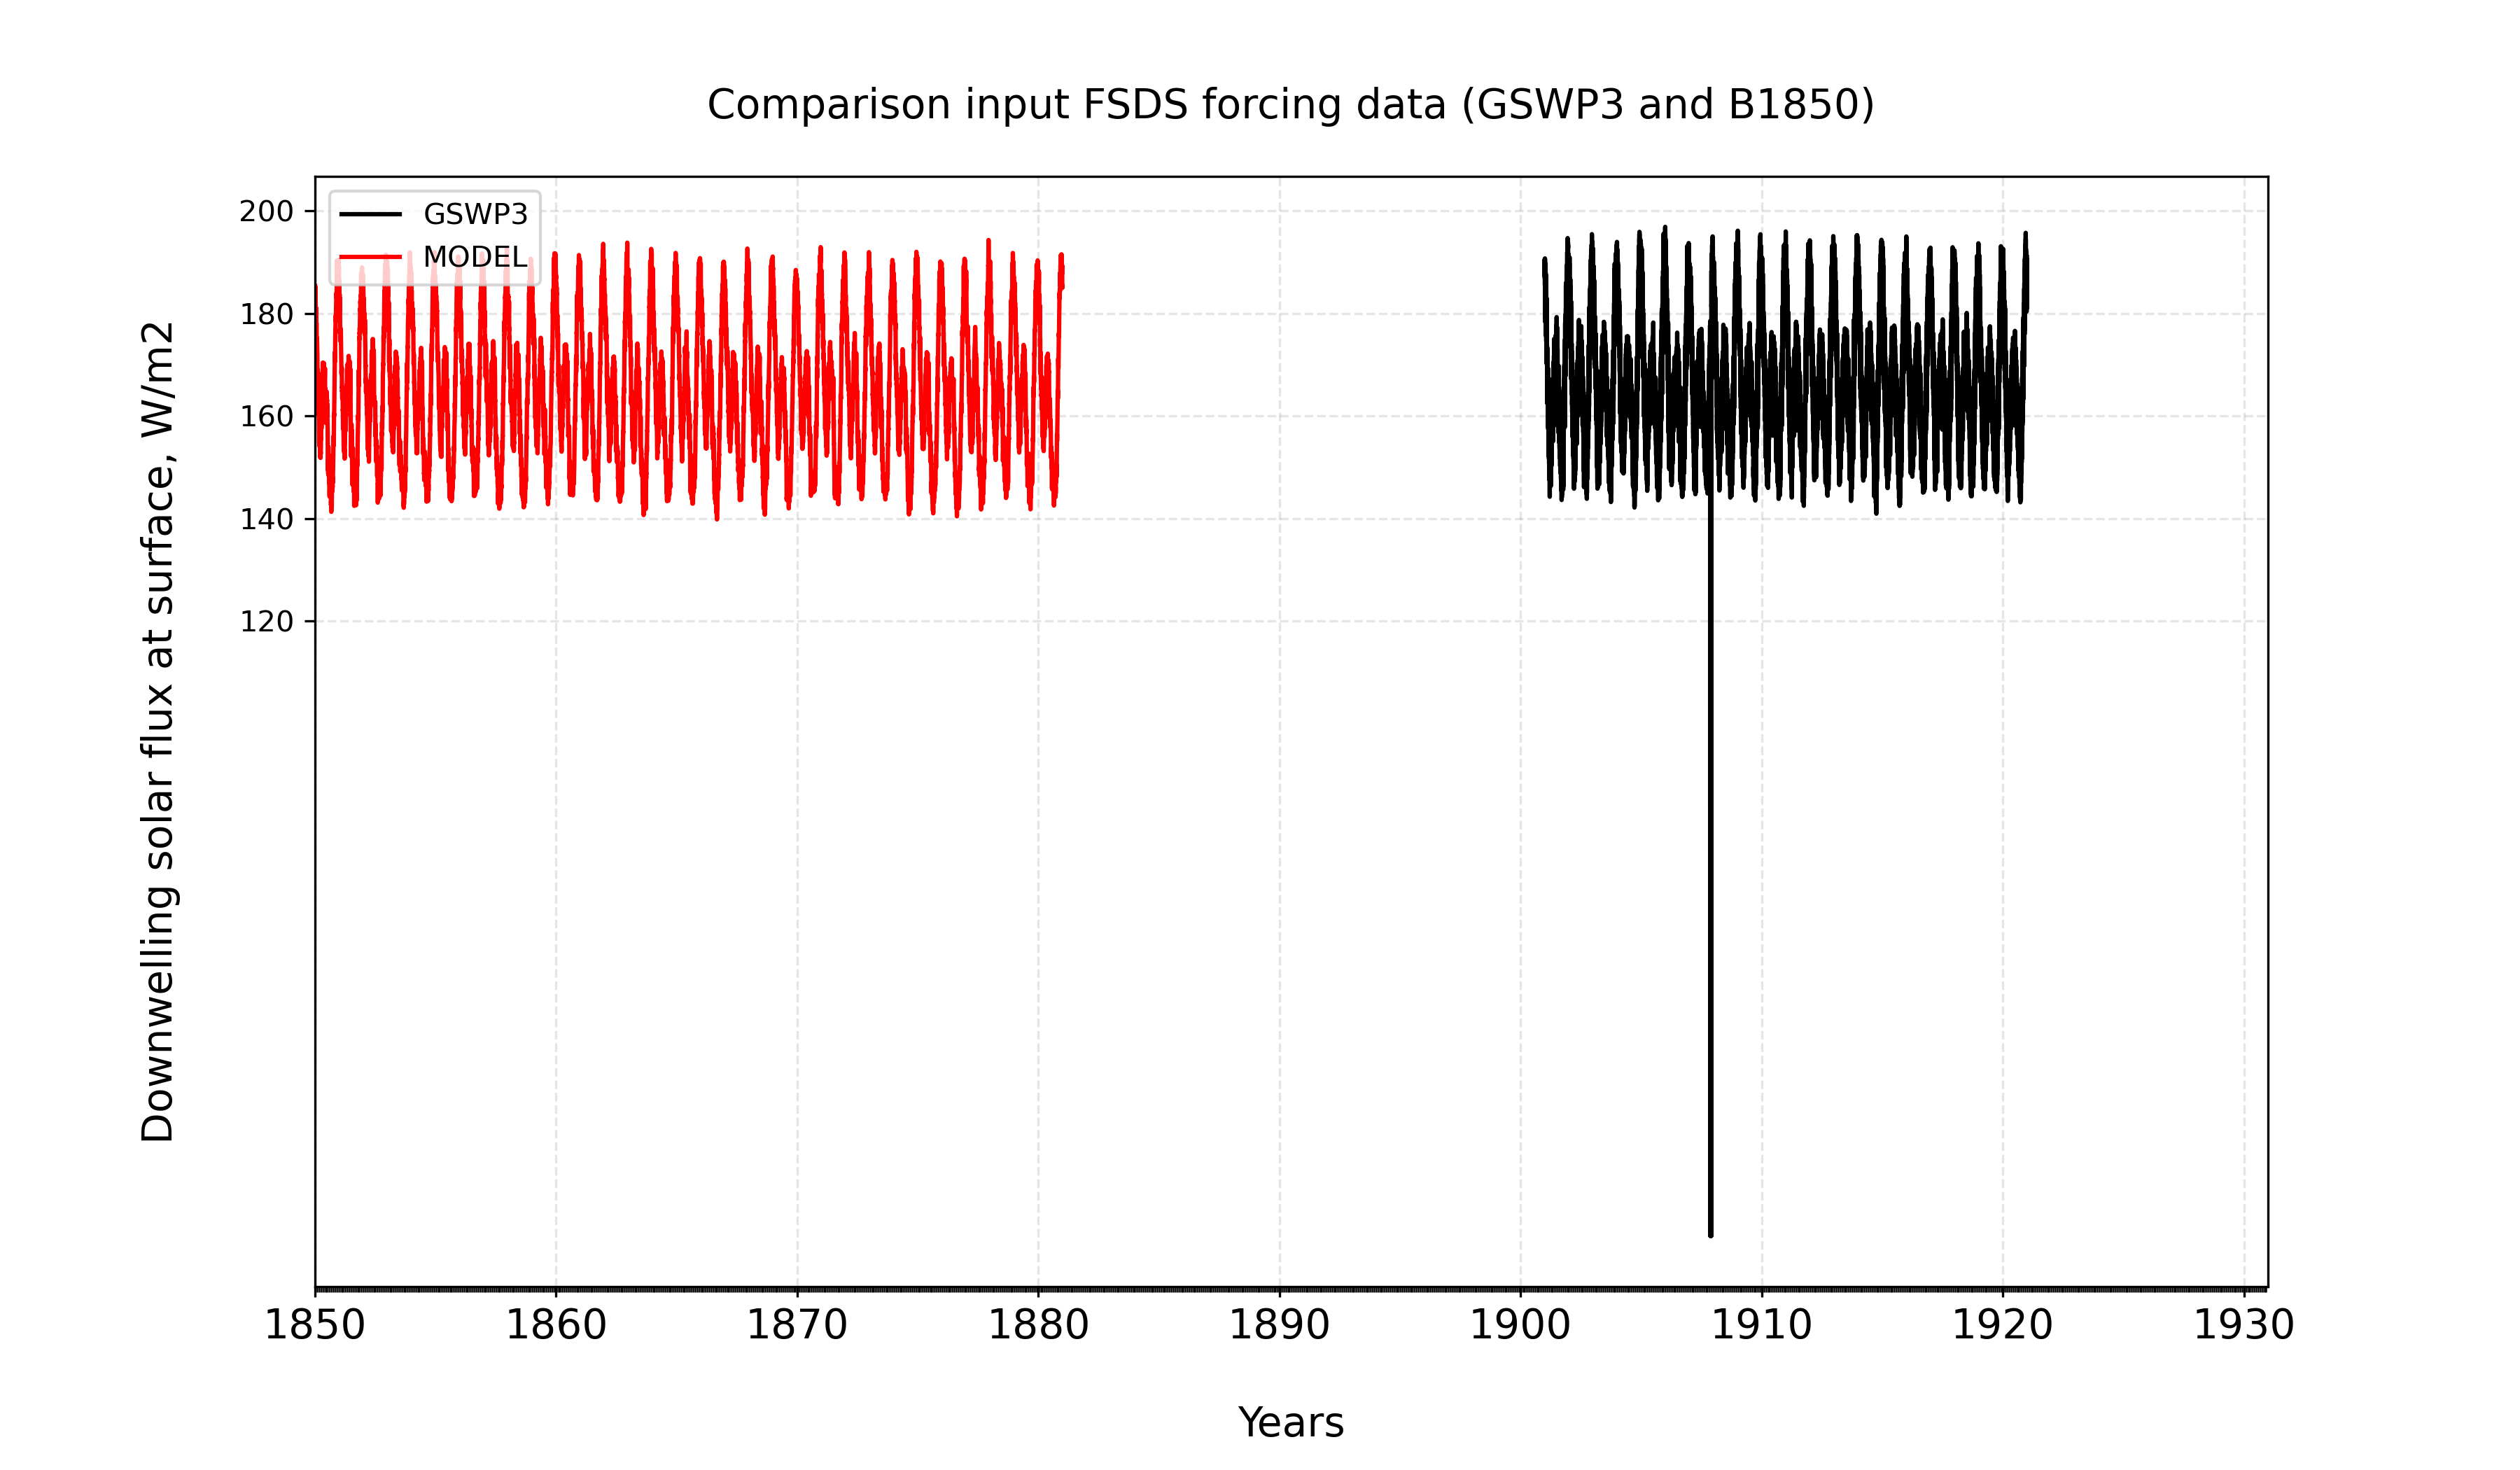 Comparison input FSDS forcing data (GSWP3 and B1850)
GSWP3
MODEL
Downwelling solar flux at surface, W/m2
200
180
160
140
120
1850 1860 1870 1880 1890 1900 1910 1920 1930
Years